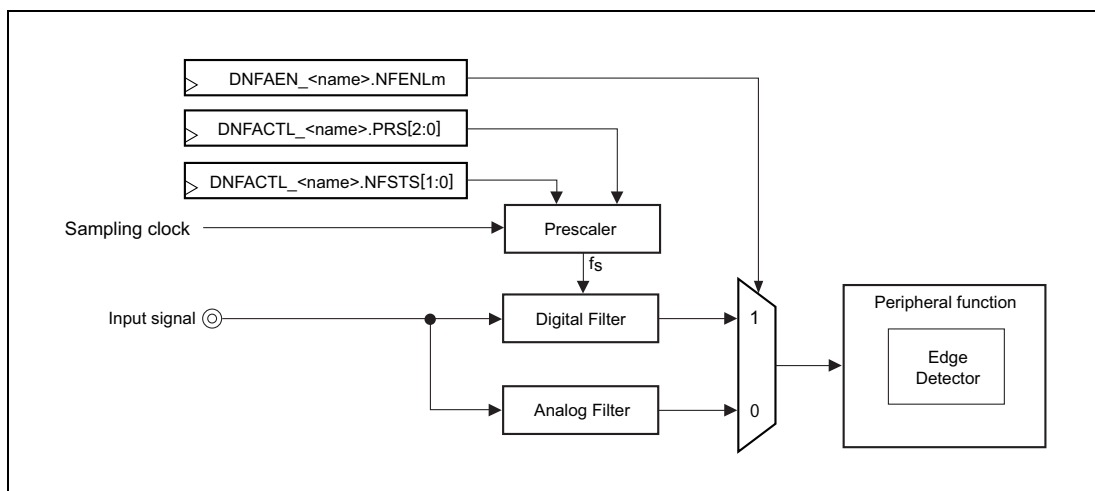 DNFAEN_<name>.NFENLm
DNFACTL_<name>.PRS[2:0]
DNFACTL_<name>.NFSTS[1:0]
Sampling clock
Prescaler
fs
Input signal
Digital Filter
1
Peripheral function
Edge
Detector
Analog Filter
0